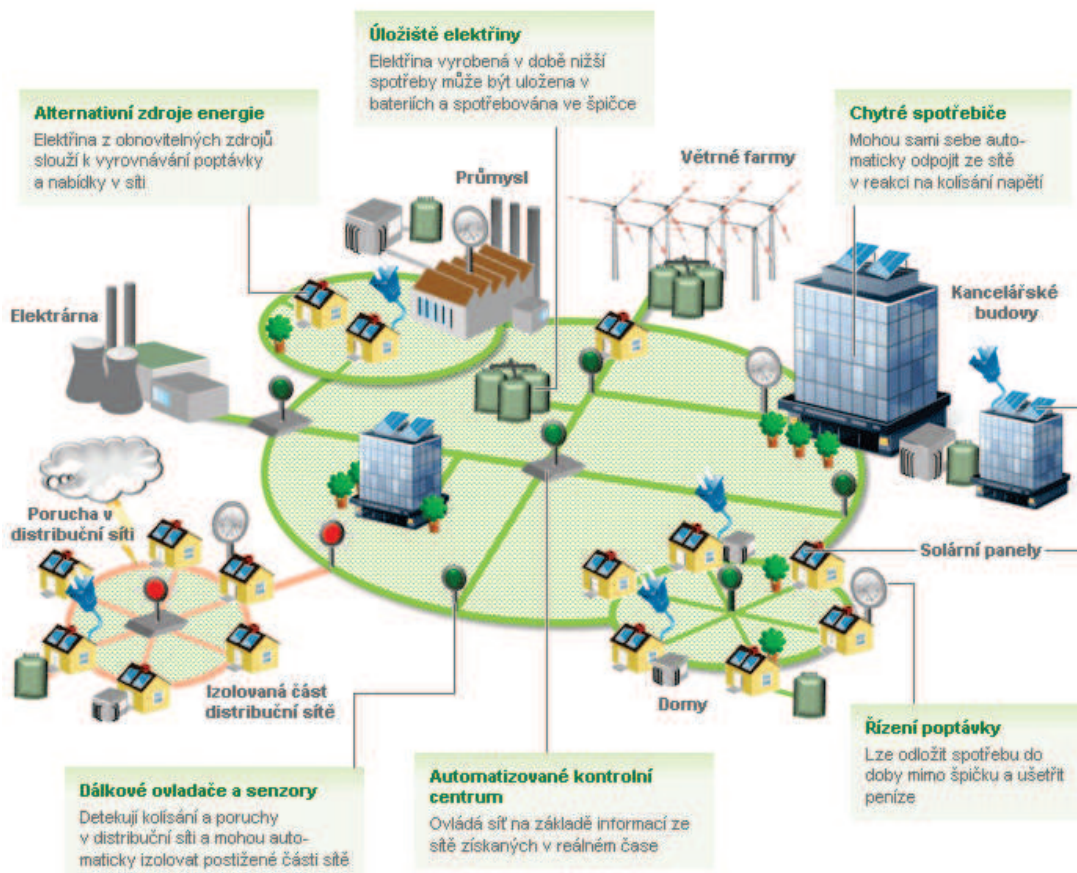 Úložiště elektřiny
Elektřina vyrobená v době nižší
spotřeby může být uložena v
bateriích a spotřebována ve špičce
Alternativní zdroje energie
Elektřina z obnovitelných zdrojů
slouží k vyrovnávání poptávky
a nabídky v síti
Chytré spotřebiče
Mohou sami sebe auto-
maticky odpojit ze sítě
v reakci na kolísání napětí
Větrné farmy
Průmysl
Elektrárna
Kancelářské
budovy
Porucha v
distribuční síti
Solární panely
Izolovaná část
distribuční sítě
Domy
Řízení poptávky
Lze odložit spotřebu do
doby mimo špičku a ušetřit
peníze
Dálkové ovladače a senzory
Detekují kolísání a poruchy
v distribuční síti a mohou auto-
maticky izolovat postižené části sítě
Automatizované kontrolní
centrum
Ovládá síť na základě informací ze
sítě získaných v reálném čase